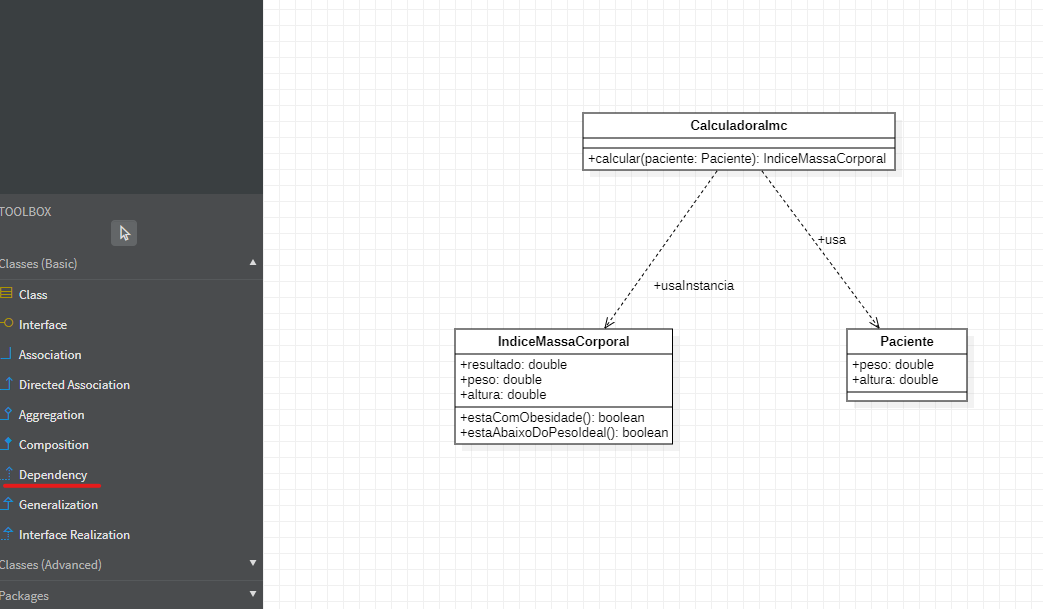 TOOLBOX
Classes (Basic)
Class
Interface
Association
Directed Association
Aggregation
Composition
Dependency
Generalization
Interface Realization
Classes (Advanced)
Packages
CalculadoraImc
+calcular(paciente: Paciente): IndiceMassaCorporal
+usa
+usaInstancia
IndiceMassaCorporal
+resultado: double
+peso: double
+altura: double
+estaComObesidade(): boolean
+estaAbaixoDoPesoIdeal(): boolean
Paciente
+peso: double
+altura: double